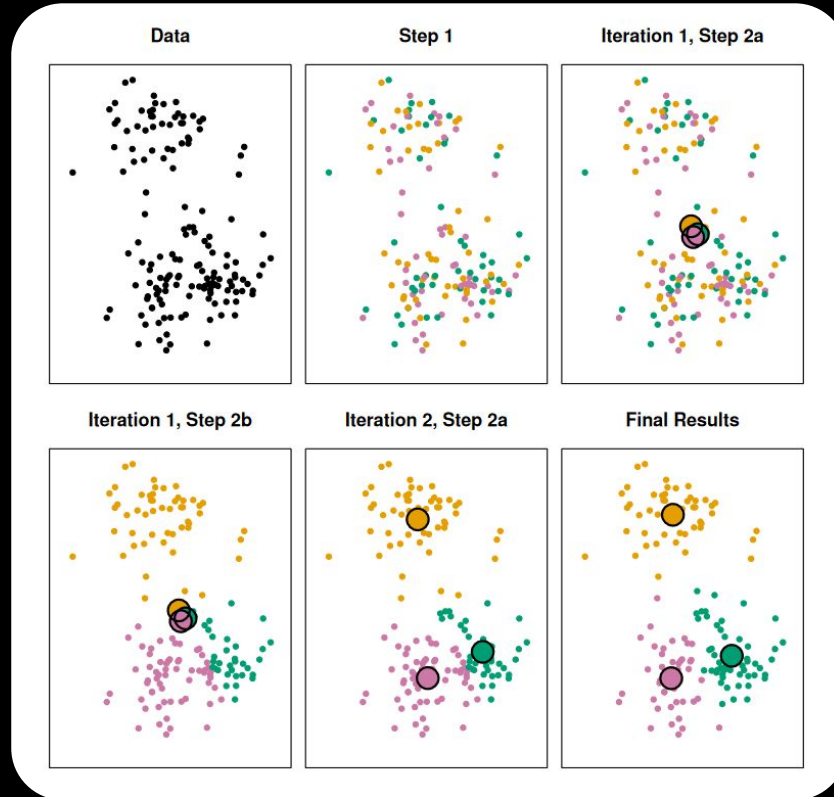 Data
Step 1
Iteration 1, Step 2a
Iteration 1, Step 2b
Iteration 2, Step 2a
Final Results